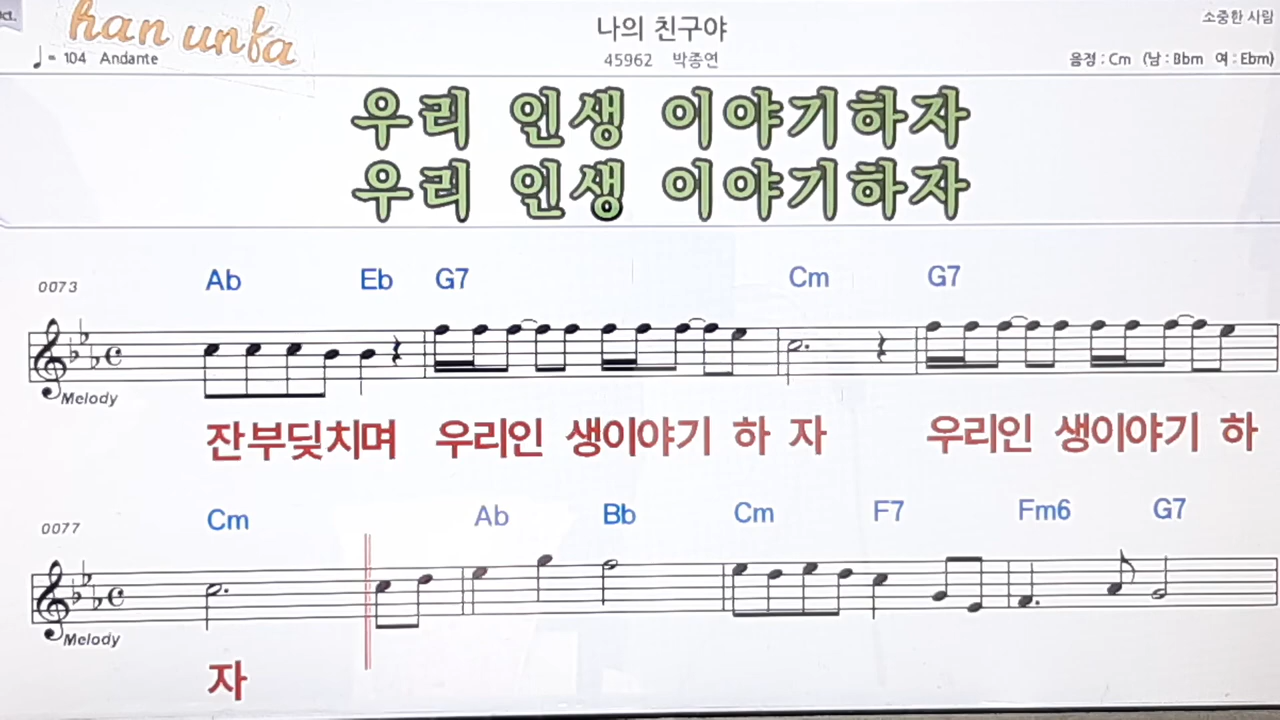 ct.
han unfa
나의 친구야
소중한 사람
♩= 104 Andante
45962 박종연
음정 : Cm (남 : Bbm 여 : Ebm)
우리 인생 이야기하자
우리 인생 이야기하자
0073
Ab Eb G7 Cm G7
Melody
잔부딪치며 우리인 생이야기 하 자 우리인 생이야기 하
0077
Cm Ab Bb Cm F7 Fm6 G7
Melody
자